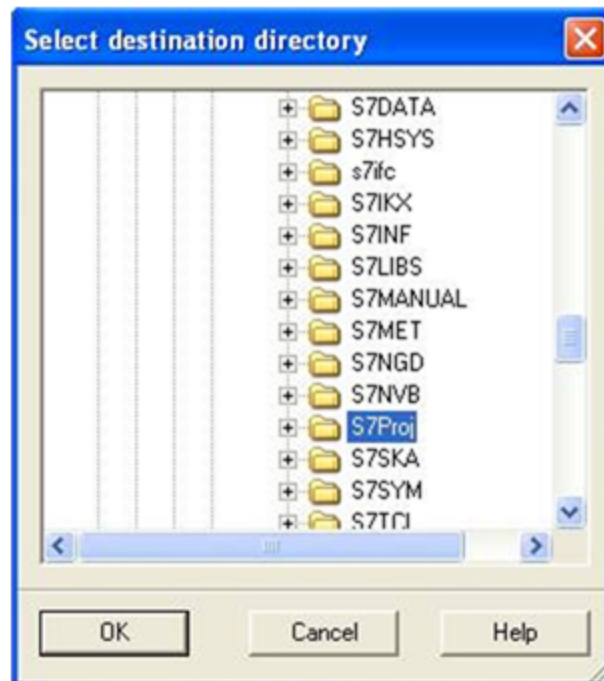 Select destination directory
S7DATA
S7HSYS
s7ifc
S7IKX
S7INF
S7LIBS
S7MANUAL
S7MET
S7NGD
S7NVB
S7Proj
S7SKA
S7SYM
S7TCI
OK Cancel Help